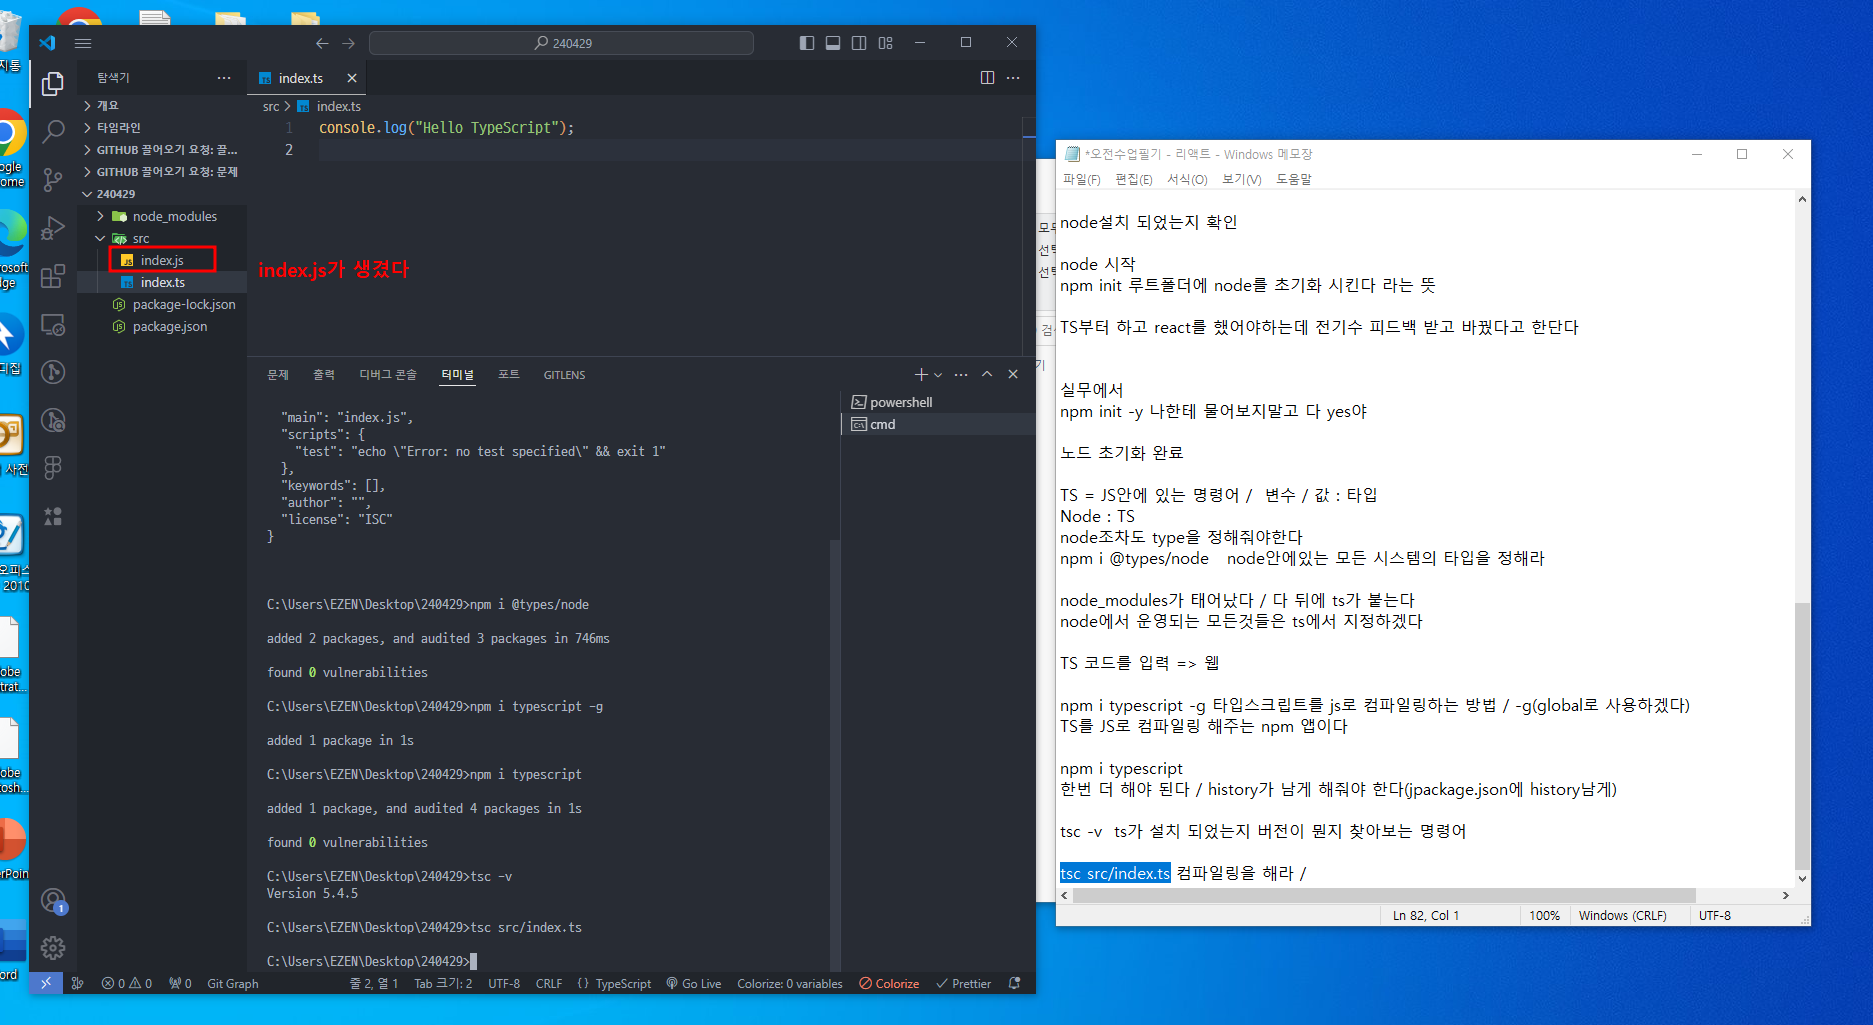 지통
ogle
ome
rosoft
dge
디집
사전
오피스
2010
obe
trat...
obe
tosh...
rPoin
ord
240429
탐색기
개요
타임라인
GITHUB 끌어오기 요청: 끌...
GITHUB 끌어오기 요청: 문제
240429
node_modules
src
index.js
index.ts
package-lock.json
package.json
index.ts
src > index.ts
1 console.log("Hello TypeScript");
2
index.js가 생겼다
문제 출력 디버그 콘솔 터미널 포트 GITLENS
powershell
cmd
"main": "index.js",
"scripts": {
"test": "echo \"Error: no test specified\" && exit 1"
},
"keywords": [],
"author": "",
"license": "ISC"
}
C:\Users\EZEN\Desktop\240429>npm i @types/node
added 2 packages, and audited 3 packages in 746ms
found 0 vulnerabilities
C:\Users\EZEN\Desktop\240429>npm i typescript -g
added 1 package in 1s
C:\Users\EZEN\Desktop\240429>npm i typescript
added 1 package, and audited 4 packages in 1s
found 0 vulnerabilities
C:\Users\EZEN\Desktop\240429>tsc -v
Version 5.4.5
C:\Users\EZEN\Desktop\240429>tsc src/index.ts
C:\Users\EZEN\Desktop\240429>
1
0 0 0 Git Graph 줄 2, 열 1 Tab 크기: 2 UTF-8 CRLF {} TypeScript Go Live Colorize: 0 variables Colorize Prettier
선택
선택
*오전수업필기 - 리액트 - Windows 메모장
파일(F) 편집(E) 서식(O) 보기(V) 도움말
node설치 되었는지 확인
node 시작
npm init 루트폴더에 node를 초기화 시킨다 라는 뜻
TS부터 하고 react를 했어야하는데 전기수 피드백 받고 바꿨다고 한단다
실무에서
npm init -y 나한테 물어보지말고 다 yes야
노드 초기화 완료
TS = JS안에 있는 명령어 / 변수 / 값 : 타입
Node : TS
node조차도 type을 정해줘야한다
npm i @types/node node안에있는 모든 시스템의 타입을 정해라
node_modules가 태어났다 / 다 뒤에 ts가 붙는다
node에서 운영되는 모든것들은 ts에서 지정하겠다
TS 코드를 입력 => 웹
npm i typescript -g 타입스크립트를 js로 컴파일링하는 방법 / -g(global로 사용하겠다)
TS를 JS로 컴파일링 해주는 npm 앱이다
npm i typescript
한번 더 해야 된다 / history가 남게 해줘야 한다(jpackage.json에 history남게)
tsc -v ts가 설치 되었는지 버전이 뭔지 찾아보는 명령어
tsc src/index.ts 컴파일링을 해라 /
Ln 82, Col 1 100% Windows (CRLF) UTF-8